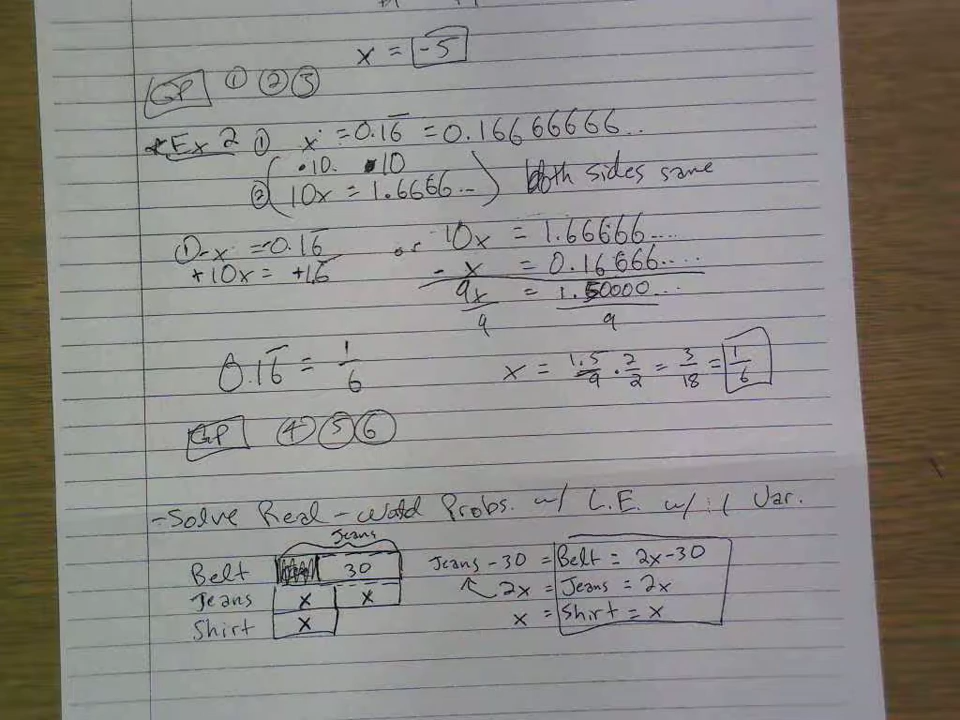 x = -5
GP ① ② ③
*Ex 2 ① x = 0.16̅ = 0.16666666..
·10. ·10
② 10x = 1.6666... both sides same
① -x = -0.16̅ or 10x = 1.66666....
+10x = +1.6̅ - x = 0.16666....
9x = 1.50000...
9 9
0.16̅ = 1/6 x = 1.5/9 · 2/2 = 3/18 = 1/6
GP ④ ⑤ ⑥
-Solve Real-World Probs. w/ L.E. w/ 1 Var.
Jeans
Belt 30 Jeans - 30 = Belt = 2x-30
Jeans x x 2x = Jeans = 2x
Shirt x x = Shirt = x